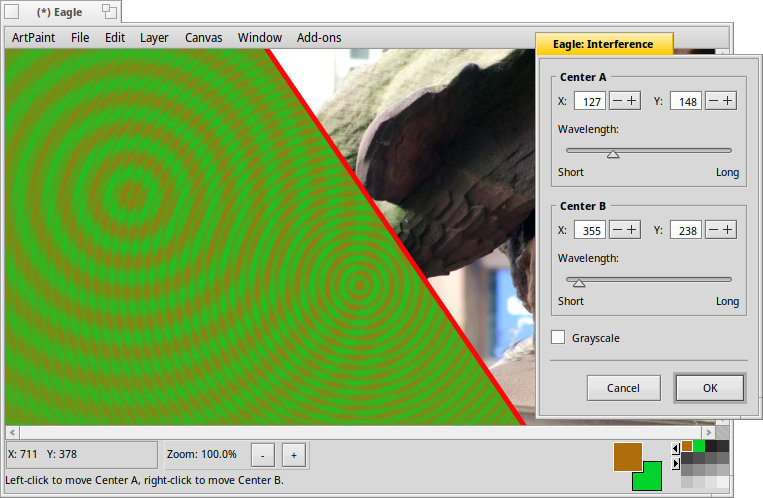 (*) Eagle
ArtPaint File Edit Layer Canvas Window Add-ons
Eagle: Interference
Center A
X: 127 Y: 148
Wavelength:
Short Long
Center B
X: 355 Y: 238
Wavelength:
Short Long
Grayscale
Cancel OK
X: 711 Y: 378 Zoom: 100.0% - +
Left-click to move Center A, right-click to move Center B.